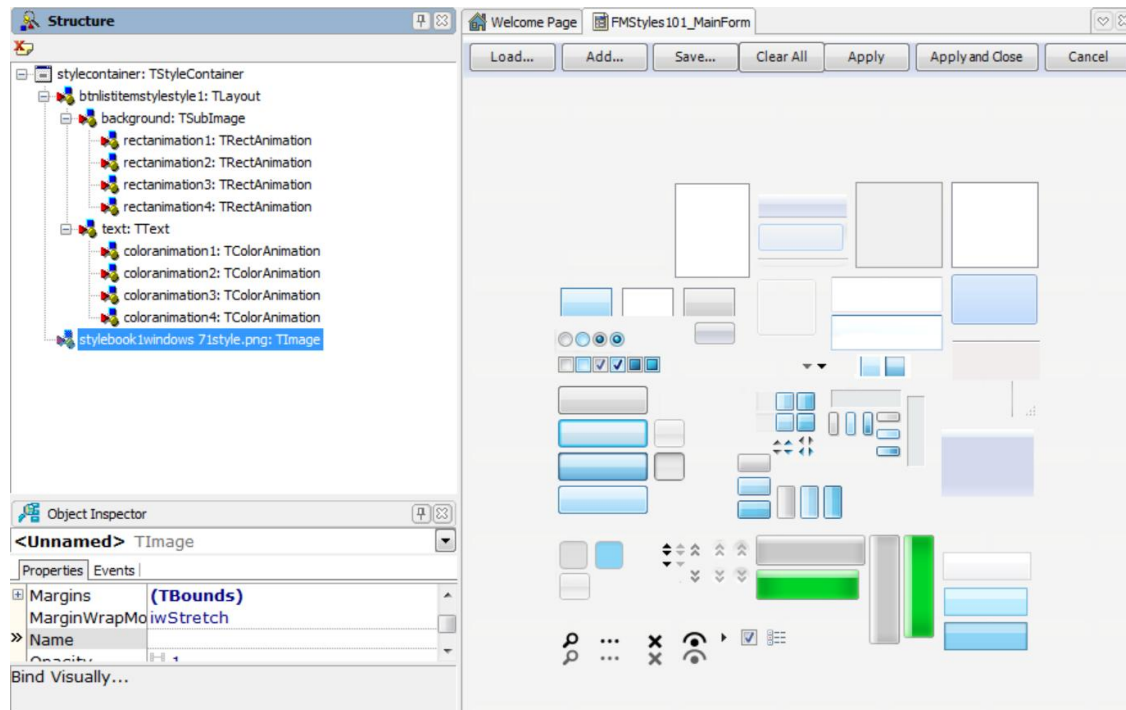 Structure
stylecontainer: TStyleContainer
btnlistitemstylestyle1: TLayout
background: TSubImage
rectanimation1: TRectAnimation
rectanimation2: TRectAnimation
rectanimation3: TRectAnimation
rectanimation4: TRectAnimation
text: TText
coloranimation1: TColorAnimation
coloranimation2: TColorAnimation
coloranimation3: TColorAnimation
coloranimation4: TColorAnimation
stylebook1windows 71style.png: TImage
Object Inspector
<Unnamed> TImage
Properties Events
Margins (TBounds)
MarginWrapMo iwStretch
Name
Opacity 1
Bind Visually...
Welcome Page FMStyles101_MainForm
Load... Add... Save... Clear All Apply Apply and Close Cancel